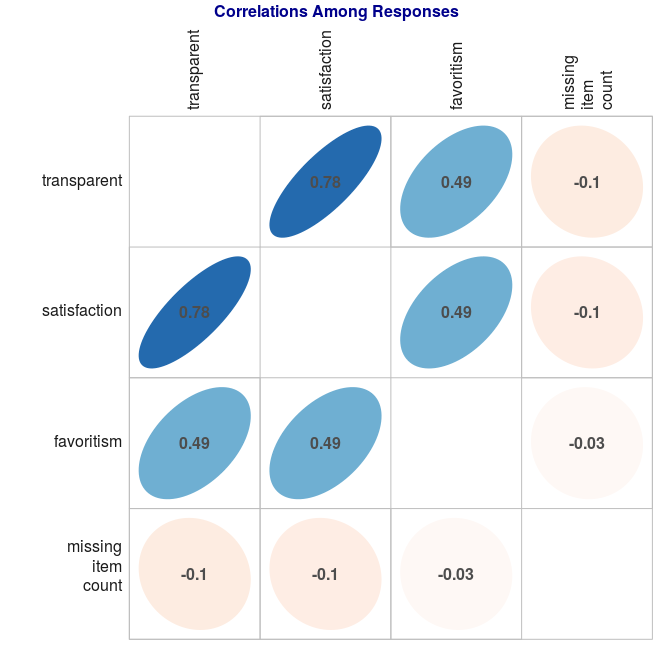 Correlations Among Responses
transparent
satisfaction
favoritism
missing
item
count
transparent
0.78
0.49
-0.1
satisfaction
0.78
0.49
-0.1
favoritism
0.49
0.49
-0.03
missing
item
count
-0.1
-0.1
-0.03